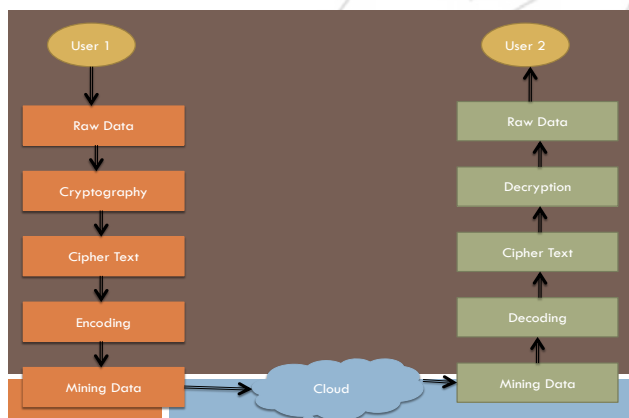 User 1
Raw Data
Cryptography
Cipher Text
Encoding
Mining Data
Cloud
User 2
Raw Data
Decryption
Cipher Text
Decoding
Mining Data